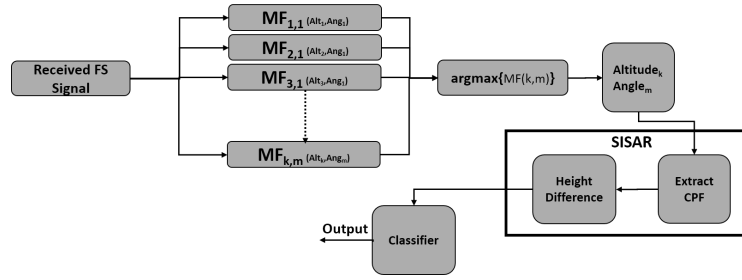 Received FS
Signal
MF1,1 (Alt1,Ang1)
MF2,1 (Alt2,Ang1)
MF3,1 (Alt3,Ang1)
MFk,m (Altk,Angm)
argmax{MF(k,m)}
Altitudek
Anglem
SISAR
Height
Difference
Extract
CPF
Output
Classifier